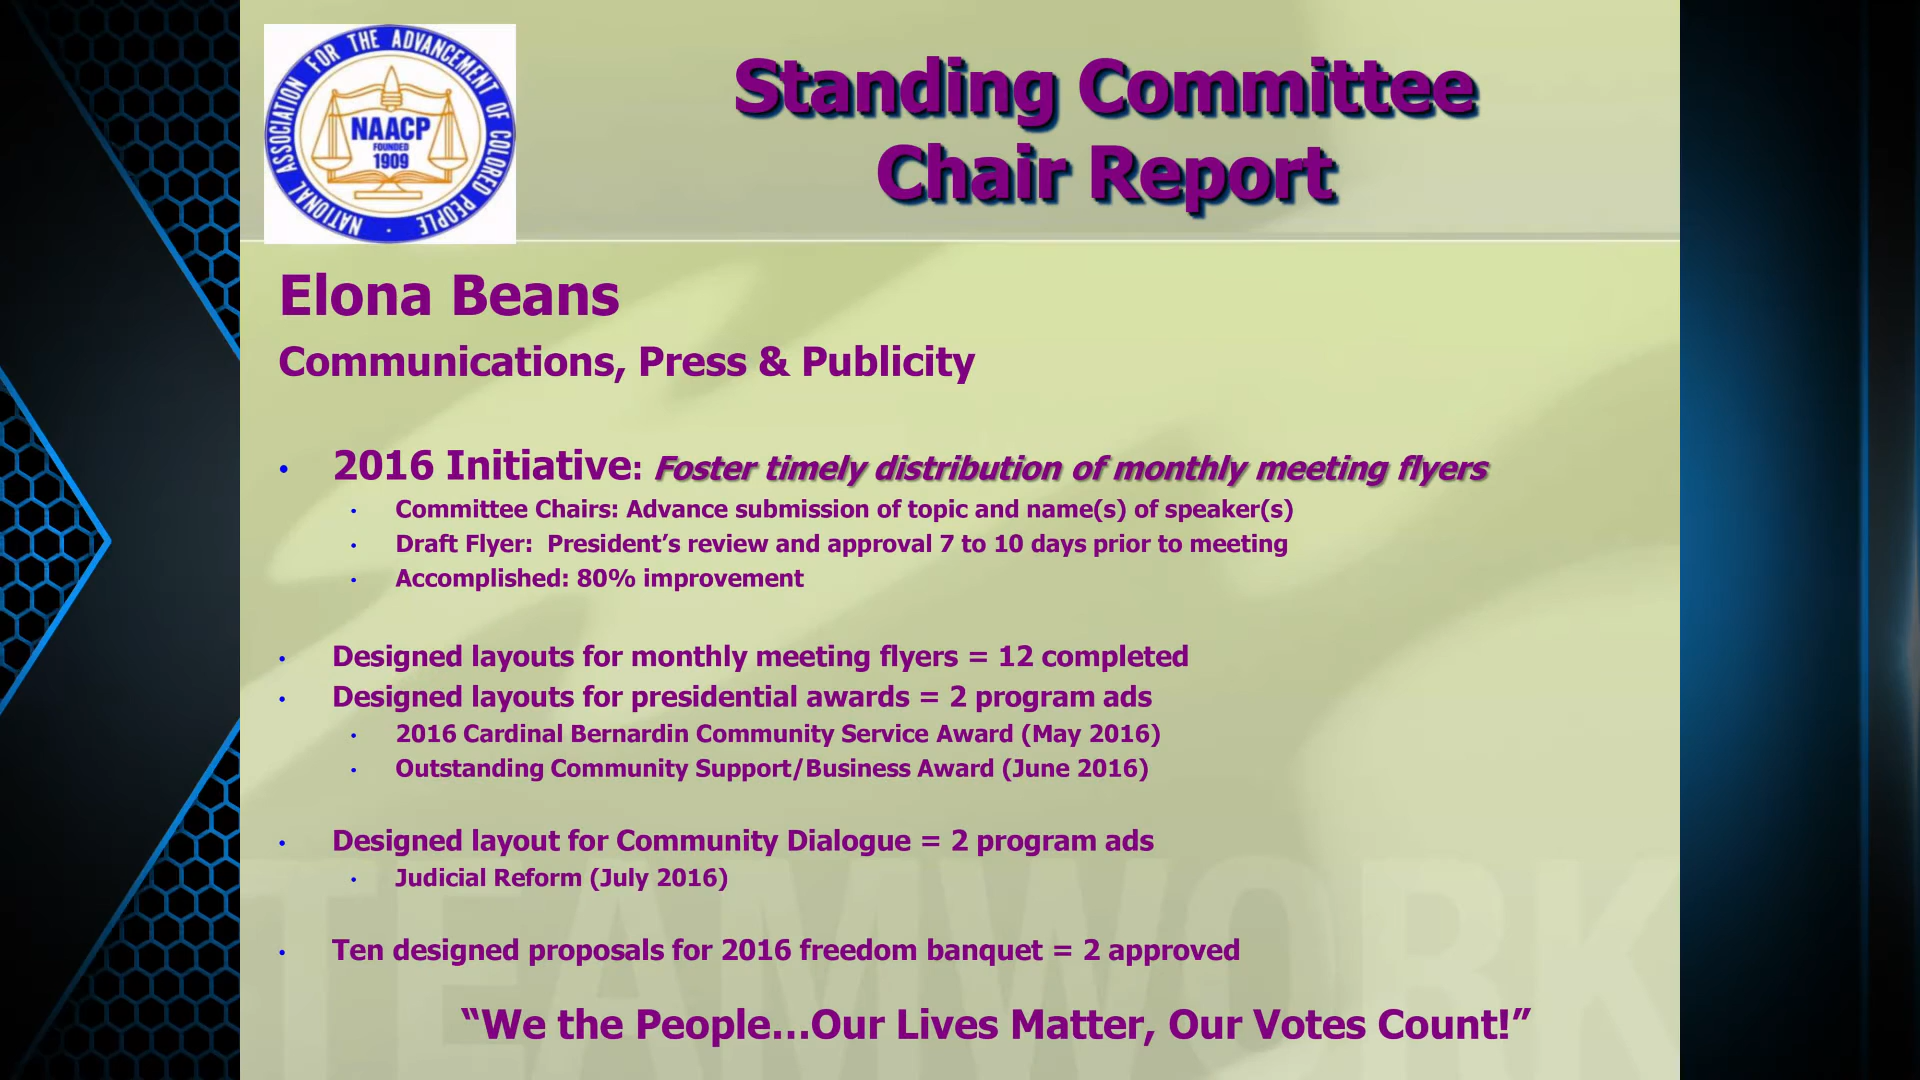 NATIONAL ASSOCIATION FOR THE ADVANCEMENT OF COLORED PEOPLE
NAACP
FOUNDED
1909
Standing Committee
Chair Report
Elona Beans
Communications, Press & Publicity
• 2016 Initiative: Foster timely distribution of monthly meeting flyers
• Committee Chairs: Advance submission of topic and name(s) of speaker(s)
• Draft Flyer:  President’s review and approval 7 to 10 days prior to meeting
• Accomplished: 80% improvement
• Designed layouts for monthly meeting flyers = 12 completed
• Designed layouts for presidential awards = 2 program ads
• 2016 Cardinal Bernardin Community Service Award (May 2016)
• Outstanding Community Support/Business Award (June 2016)
• Designed layout for Community Dialogue = 2 program ads
• Judicial Reform (July 2016)
• Ten designed proposals for 2016 freedom banquet = 2 approved
“We the People…Our Lives Matter, Our Votes Count!”
TEAMWORK